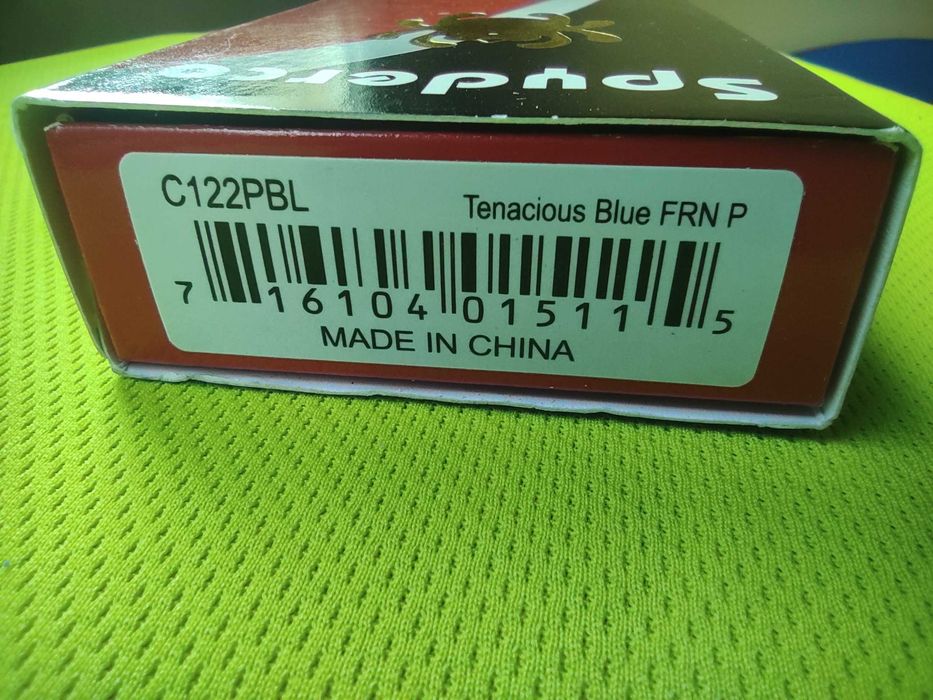 Spyderco
C122PBL
Tenacious Blue FRN P
7 16104 01511 5
MADE IN CHINA